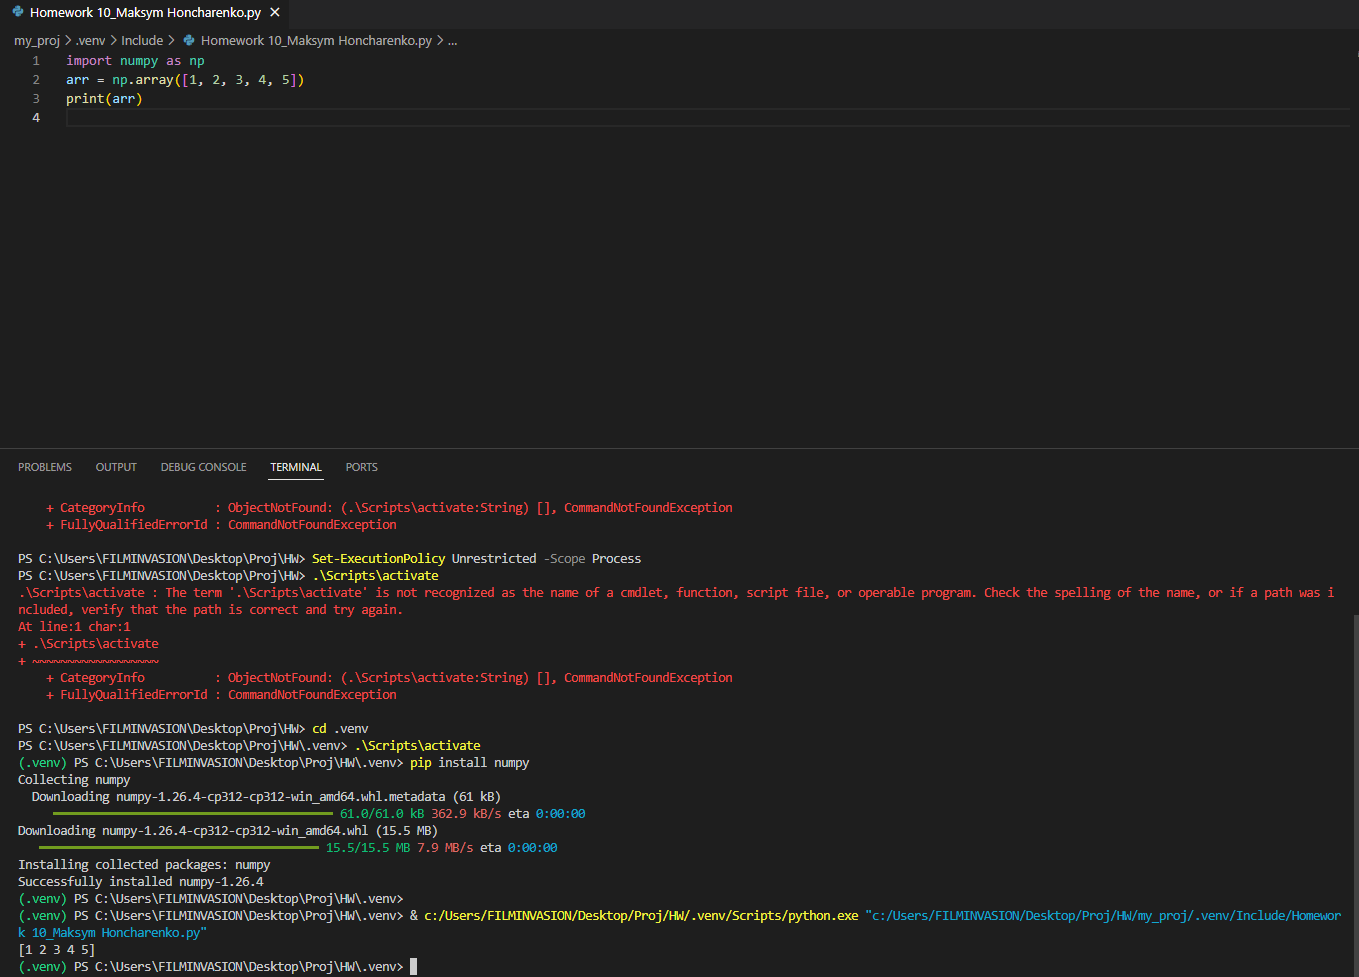 Homework 10_Maksym Honcharenko.py ×
my_proj > .venv > Include > Homework 10_Maksym Honcharenko.py > ...
1 import numpy as np
2 arr = np.array([1, 2, 3, 4, 5])
3 print(arr)
4
PROBLEMS OUTPUT DEBUG CONSOLE TERMINAL PORTS
+ CategoryInfo : ObjectNotFound: (.\Scripts\activate:String) [], CommandNotFoundException
+ FullyQualifiedErrorId : CommandNotFoundException
PS C:\Users\FILMINVASION\Desktop\Proj\HW> Set-ExecutionPolicy Unrestricted -Scope Process
PS C:\Users\FILMINVASION\Desktop\Proj\HW> .\Scripts\activate
.\Scripts\activate : The term '.\Scripts\activate' is not recognized as the name of a cmdlet, function, script file, or operable program. Check the spelling of the name, or if a path was i
ncluded, verify that the path is correct and try again.
At line:1 char:1
+ .\Scripts\activate
+ ~~~~~~~~~~~~~~~~~~
+ CategoryInfo : ObjectNotFound: (.\Scripts\activate:String) [], CommandNotFoundException
+ FullyQualifiedErrorId : CommandNotFoundException
PS C:\Users\FILMINVASION\Desktop\Proj\HW> cd .venv
PS C:\Users\FILMINVASION\Desktop\Proj\HW\.venv> .\Scripts\activate
(.venv) PS C:\Users\FILMINVASION\Desktop\Proj\HW\.venv> pip install numpy
Collecting numpy
Downloading numpy-1.26.4-cp312-cp312-win_amd64.whl.metadata (61 kB)
61.0/61.0 kB 362.9 kB/s eta 0:00:00
Downloading numpy-1.26.4-cp312-cp312-win_amd64.whl (15.5 MB)
15.5/15.5 MB 7.9 MB/s eta 0:00:00
Installing collected packages: numpy
Successfully installed numpy-1.26.4
(.venv) PS C:\Users\FILMINVASION\Desktop\Proj\HW\.venv>
(.venv) PS C:\Users\FILMINVASION\Desktop\Proj\HW\.venv> & c:/Users/FILMINVASION/Desktop/Proj/HW/.venv/Scripts/python.exe "c:/Users/FILMINVASION/Desktop/Proj/HW/my_proj/.venv/Include/Homewor
k 10_Maksym Honcharenko.py"
[1 2 3 4 5]
(.venv) PS C:\Users\FILMINVASION\Desktop\Proj\HW\.venv>